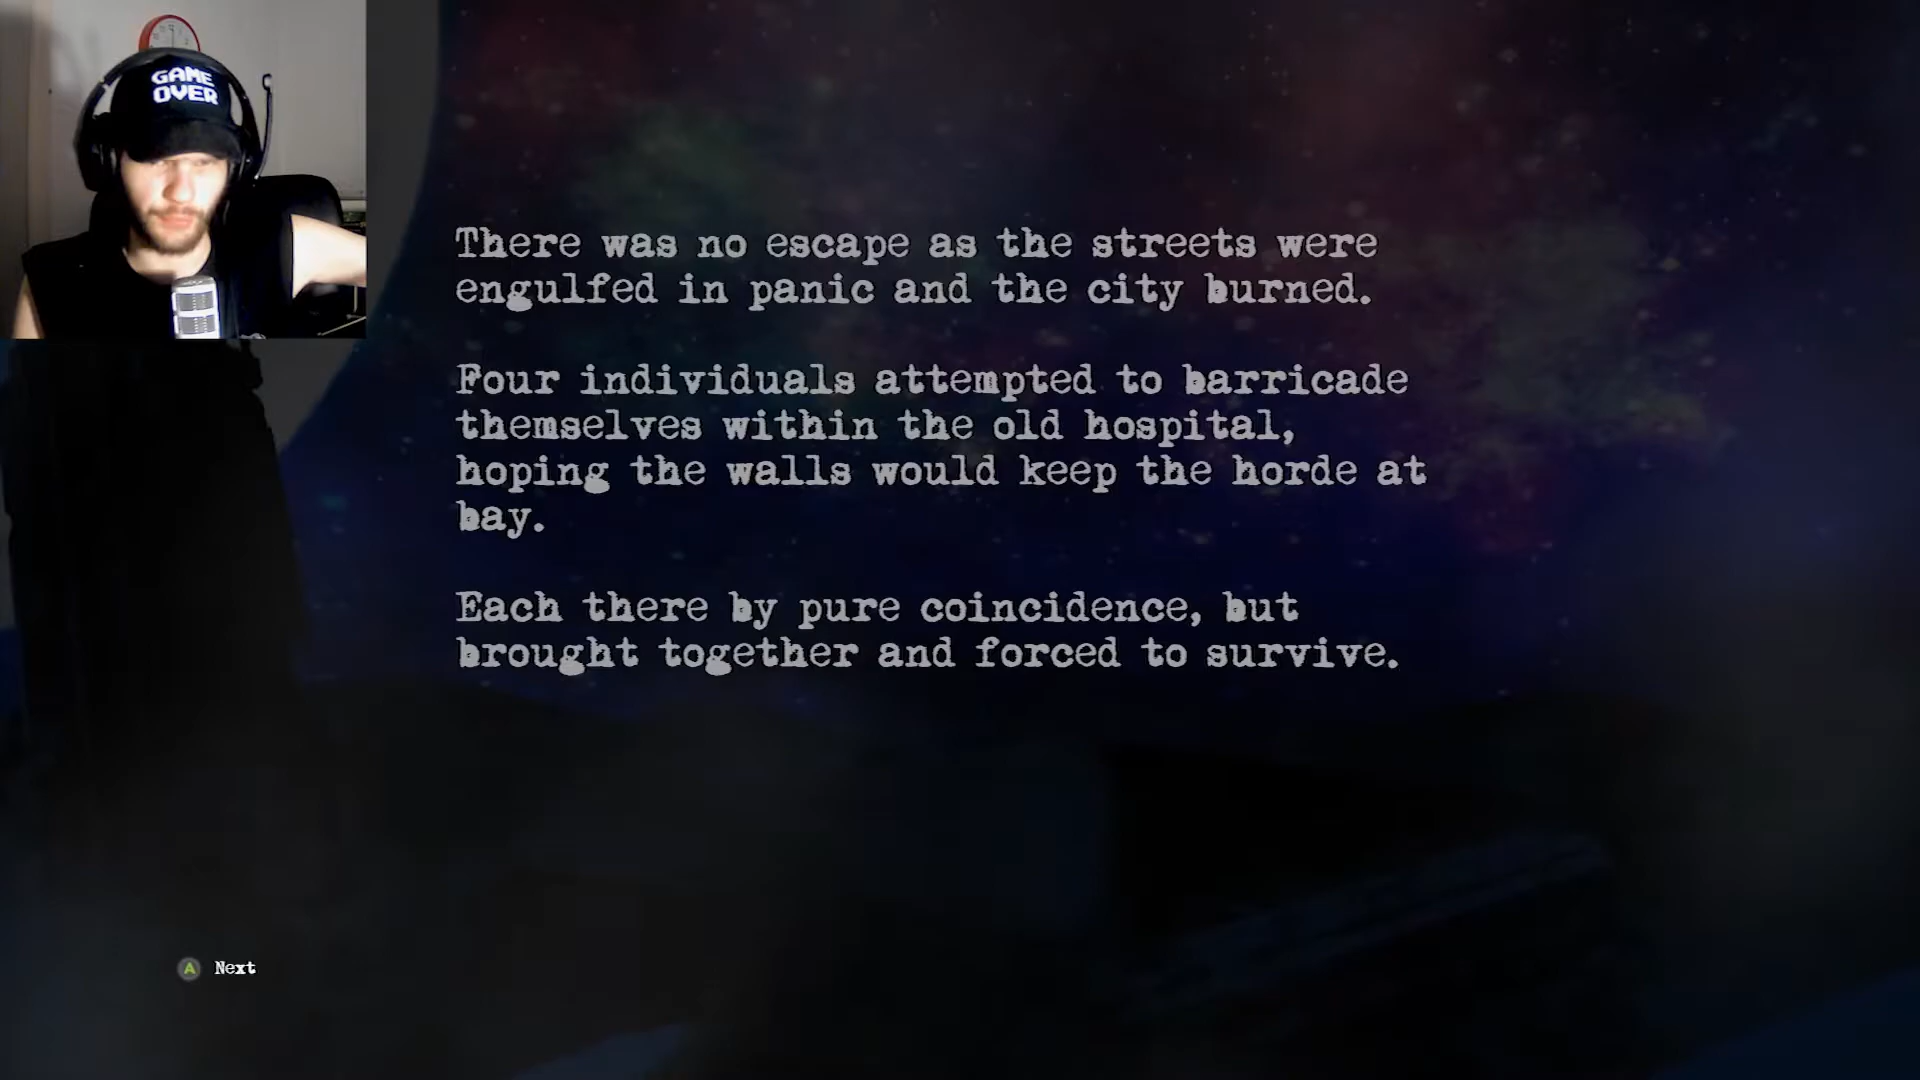 GAME
OVER
There was no escape as the streets were
engulfed in panic and the city burned.
Four individuals attempted to barricade
themselves within the old hospital,
hoping the walls would keep the horde at
bay.
Each there by pure coincidence, but
brought together and forced to survive.
A Next